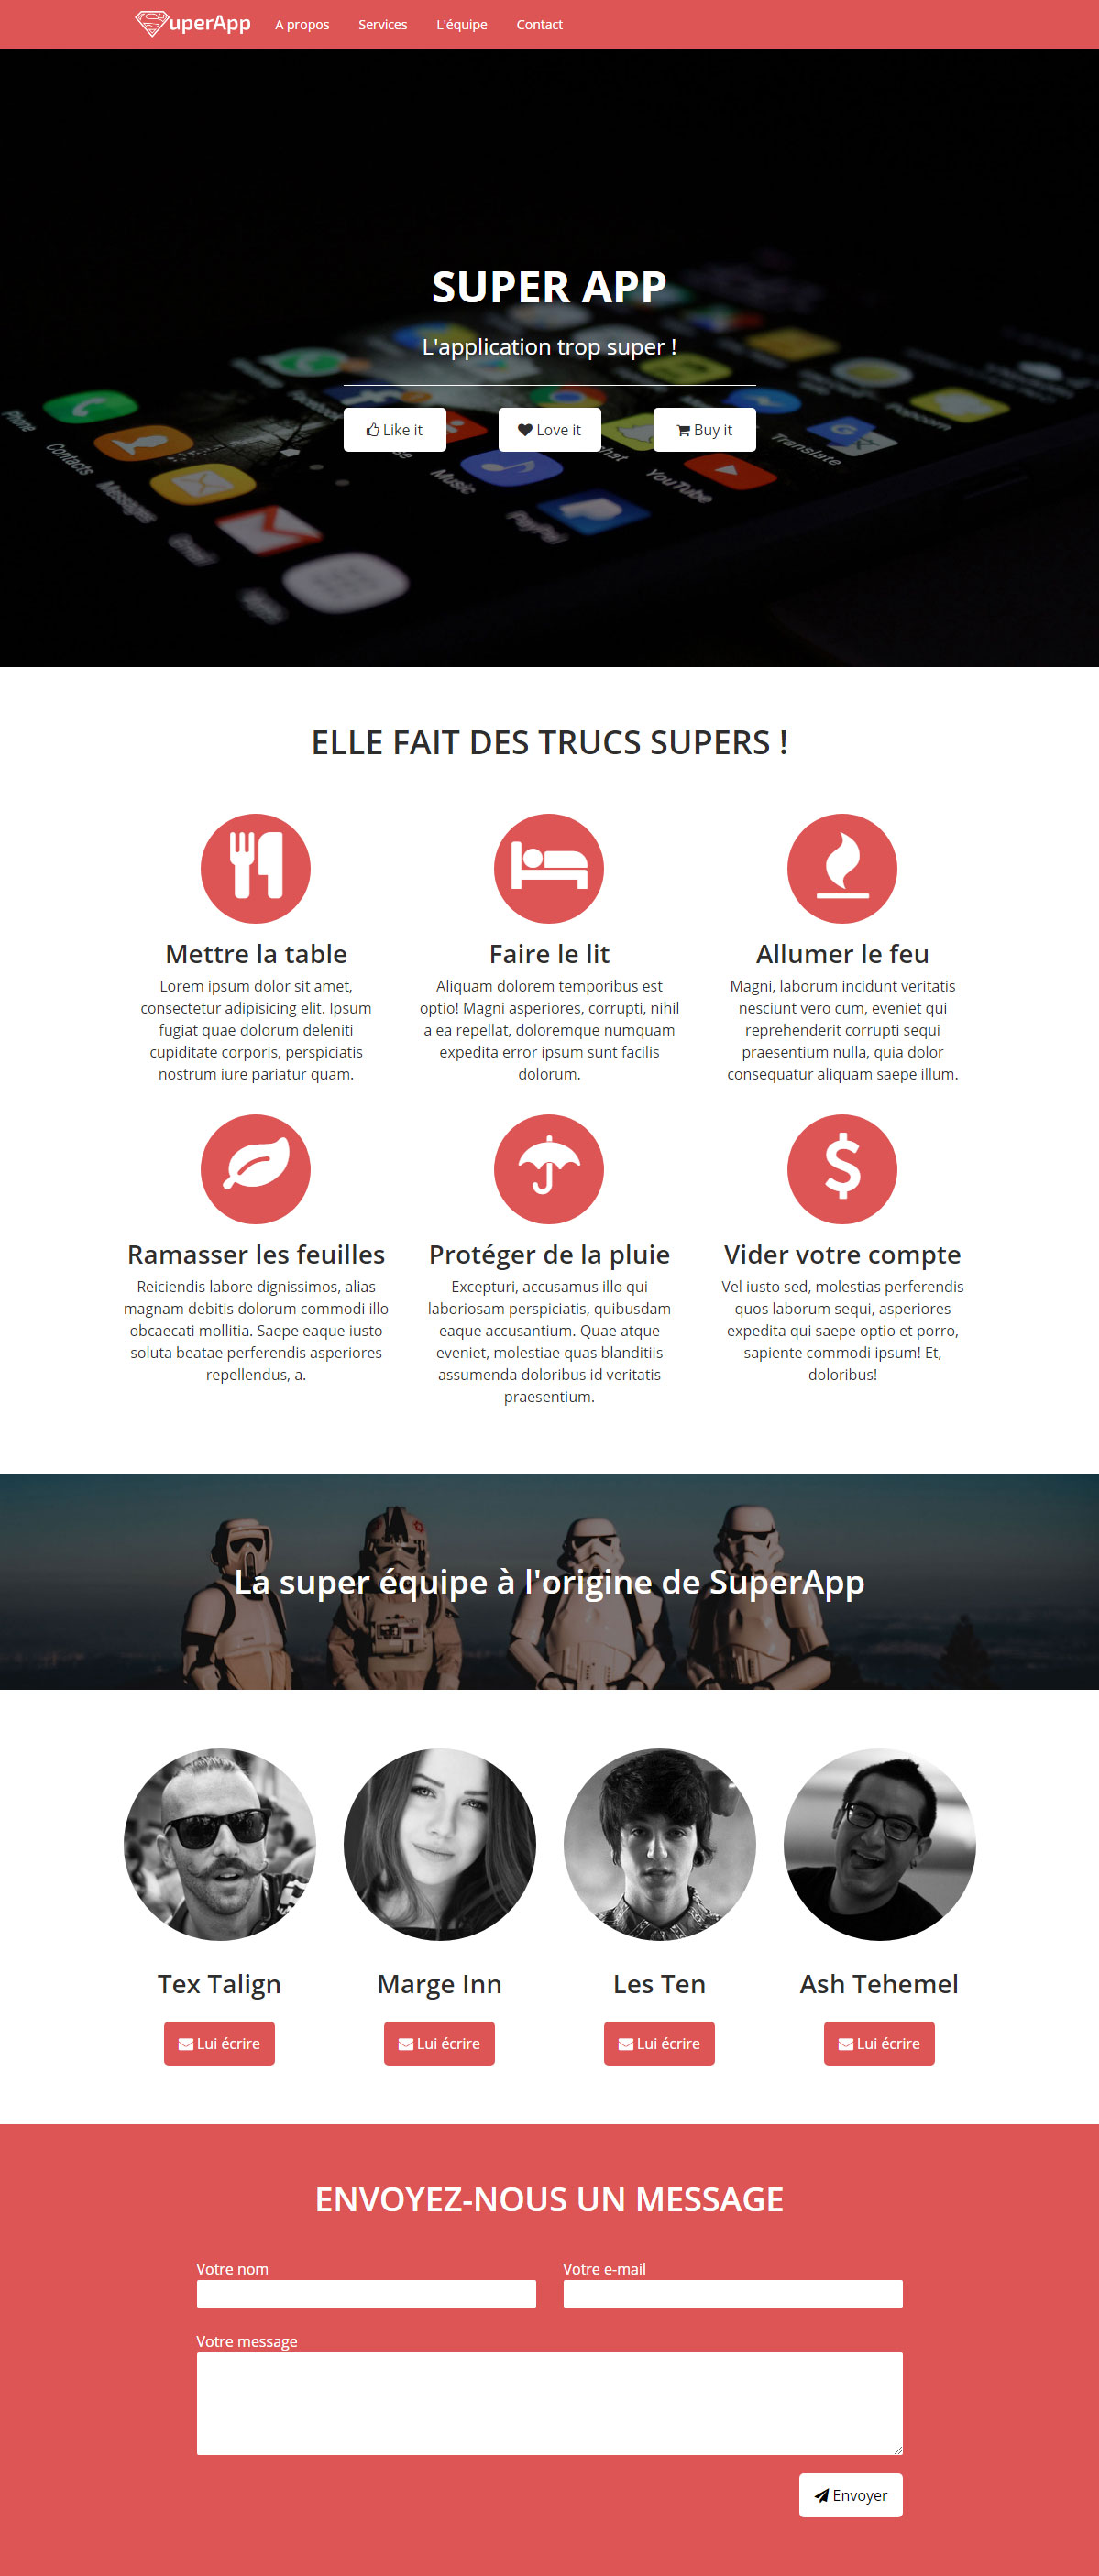 uperApp A propos Services L'équipe Contact
SUPER APP
L'application trop super !
Like it Love it Buy it
Phone
Contacts
Messages
Email
Music
PayPal
YouTube
Translate
ELLE FAIT DES TRUCS SUPERS !
Mettre la table
Lorem ipsum dolor sit amet,
consectetur adipisicing elit. Ipsum
fugiat quae dolorum deleniti
cupiditate corporis, perspiciatis
nostrum iure pariatur quam.
Faire le lit
Aliquam dolorem temporibus est
optio! Magni asperiores, corrupti, nihil
a ea repellat, doloremque numquam
expedita error ipsum sunt facilis
dolorum.
Allumer le feu
Magni, laborum incidunt veritatis
nesciunt vero cum, eveniet qui
reprehenderit corrupti sequi
praesentium nulla, quia dolor
consequatur aliquam saepe illum.
Ramasser les feuilles
Reiciendis labore dignissimos, alias
magnam debitis dolorum commodi illo
obcaecati mollitia. Saepe eaque iusto
soluta beatae perferendis asperiores
repellendus, a.
Protéger de la pluie
Excepturi, accusamus illo qui
laboriosam perspiciatis, quibusdam
eaque accusantium. Quae atque
eveniet, molestiae quas blanditiis
assumenda doloribus id veritatis
praesentium.
Vider votre compte
Vel iusto sed, molestias perferendis
quos laborum sequi, asperiores
expedita qui saepe optio et porro,
sapiente commodi ipsum! Et,
doloribus!
La super équipe à l'origine de SuperApp
Tex Talign
Lui écrire
Marge Inn
Lui écrire
Les Ten
Lui écrire
Ash Tehemel
Lui écrire
ENVOYEZ-NOUS UN MESSAGE
Votre nom
Votre e-mail
Votre message
Envoyer